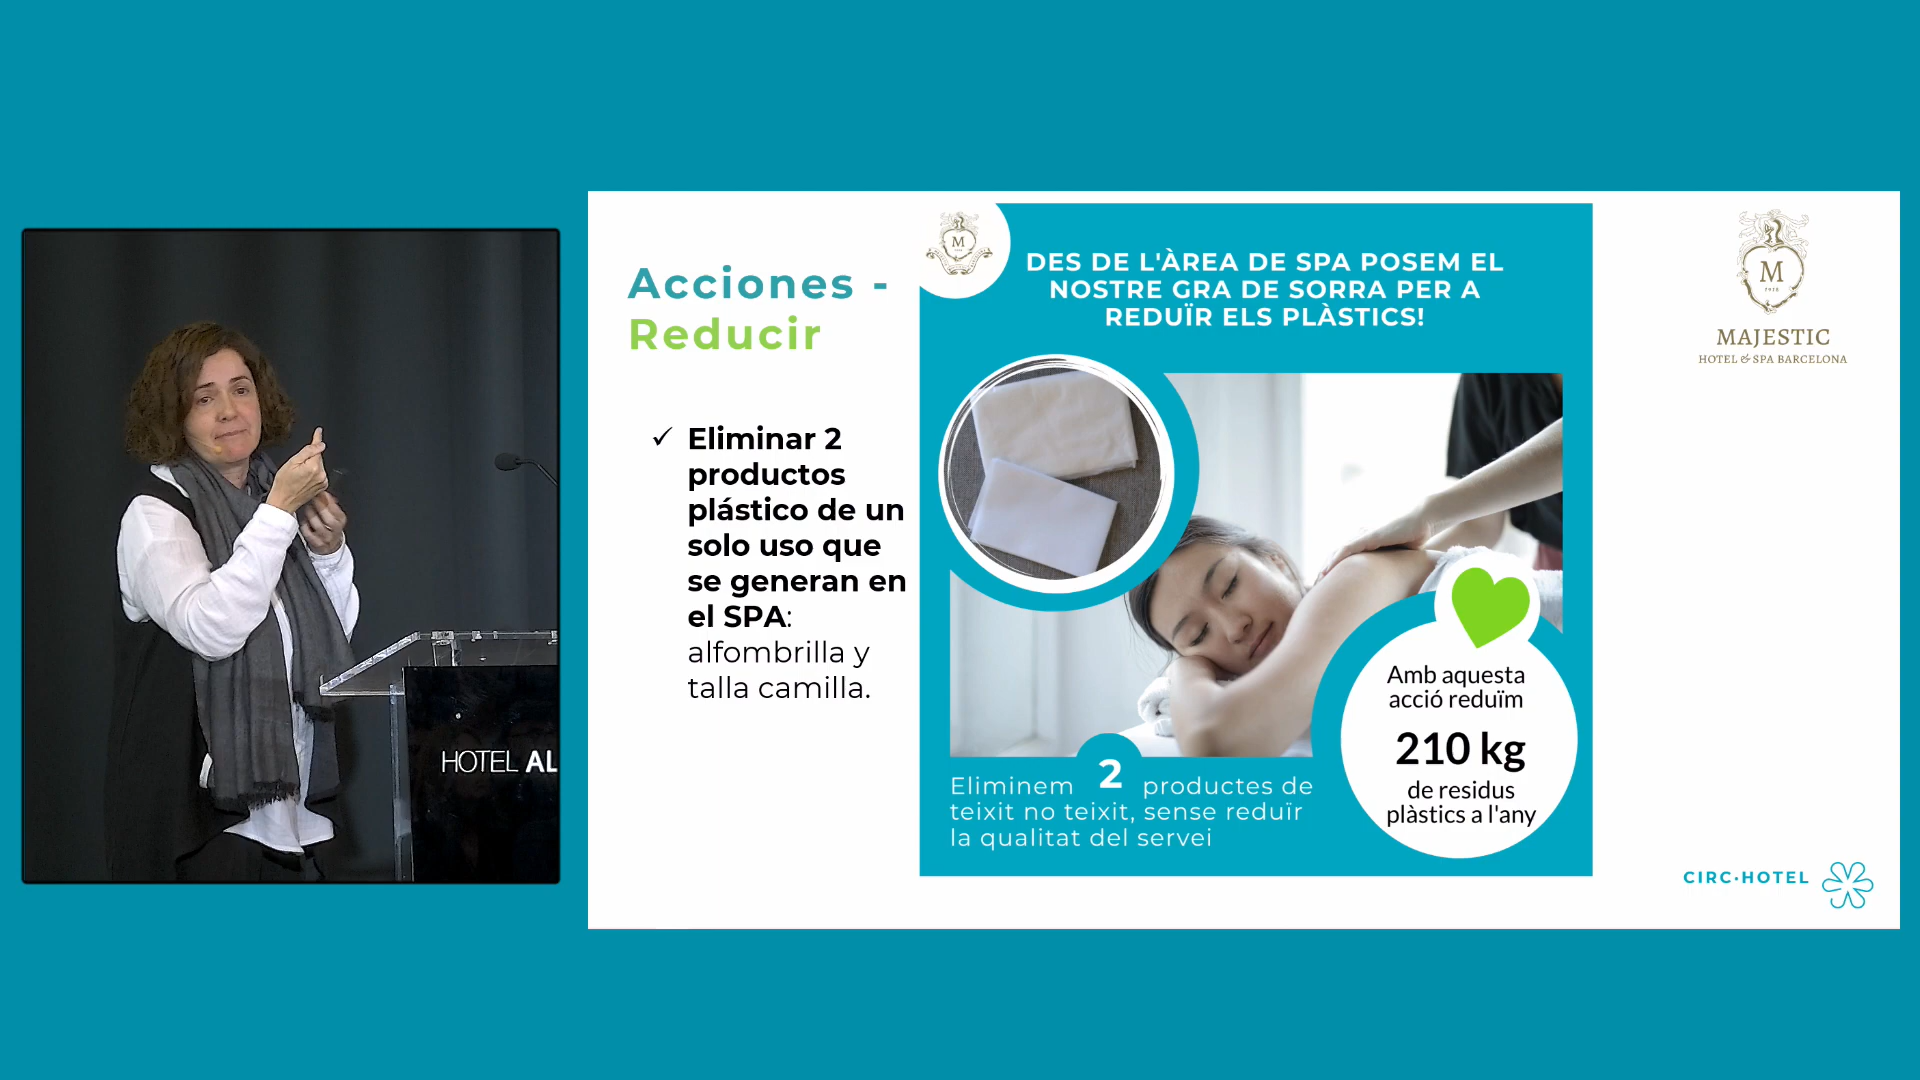 Acciones -
Reducir
✓ Eliminar 2
productos
plástico de un
solo uso que
se generan en
el SPA:
alfombrilla y
talla camilla.
M
DES DE L'ÀREA DE SPA POSEM EL
NOSTRE GRA DE SORRA PER A
REDUÏR ELS PLÀSTICS!
Eliminem 2 productes de
teixit no teixit, sense reduïr
la qualitat del servei
Amb aquesta
acció reduïm
210 kg
de residus
plàstics a l'any
M
MAJESTIC
HOTEL & SPA BARCELONA
CIRC·HOTEL
HOTEL AL